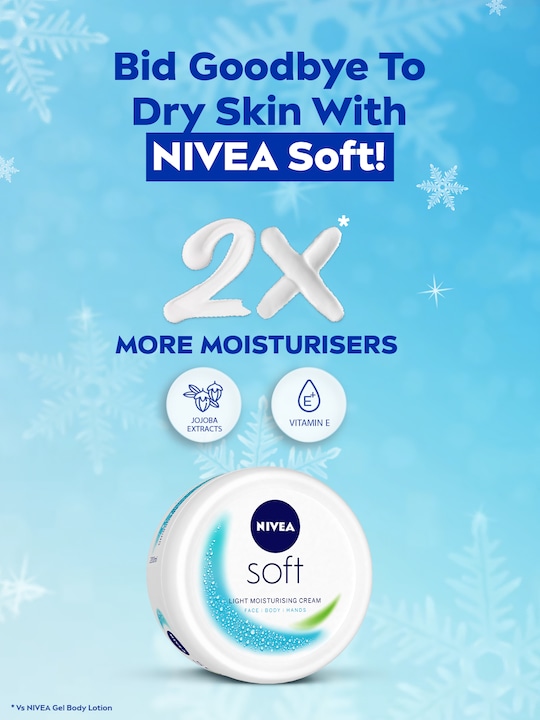 Bid Goodbye To
Dry Skin With
NIVEA Soft!
2X*
MORE MOISTURISERS
JOJOBA
EXTRACTS
E+
VITAMIN E
NIVEA
soft
LIGHT MOISTURISING CREAM
FACE | BODY | HANDS
NIVEA
* Vs NIVEA Gel Body Lotion